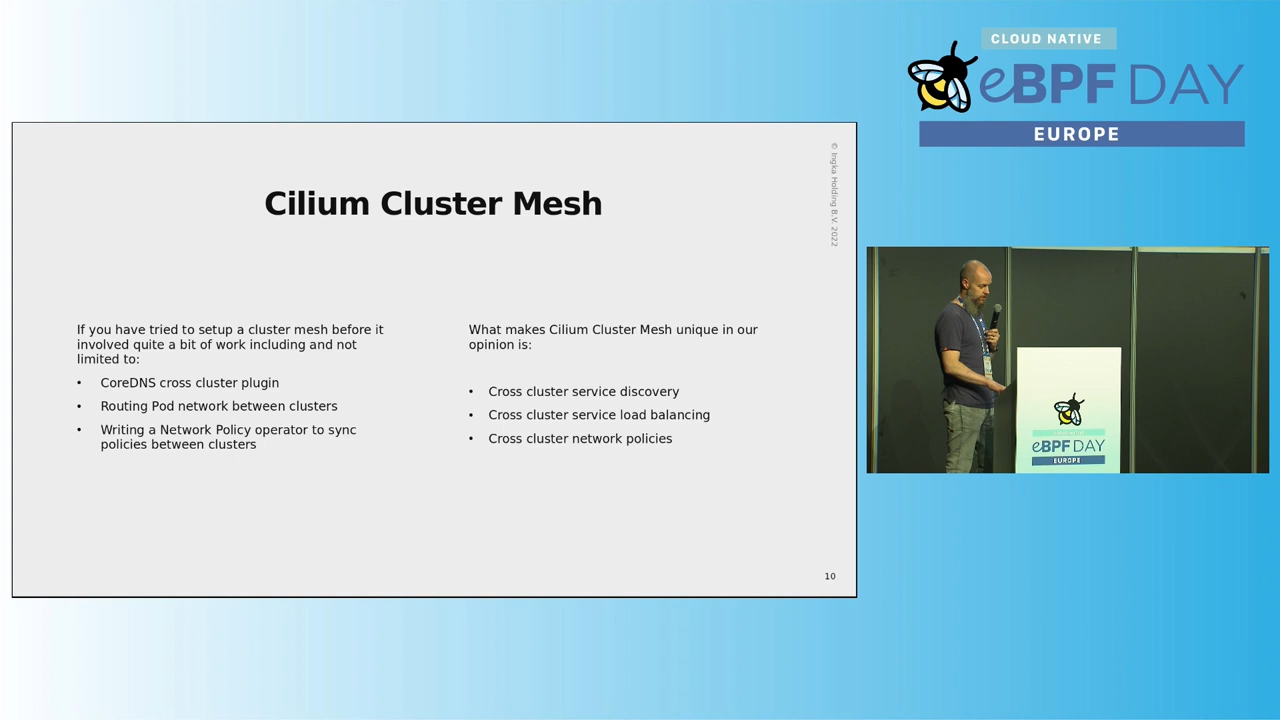 CLOUD NATIVE
eBPF DAY
EUROPE
© Ingka Holding B.V. 2022
Cilium Cluster Mesh
If you have tried to setup a cluster mesh before it
involved quite a bit of work including and not
limited to:
• CoreDNS cross cluster plugin
• Routing Pod network between clusters
• Writing a Network Policy operator to sync
policies between clusters
What makes Cilium Cluster Mesh unique in our
opinion is:
• Cross cluster service discovery
• Cross cluster service load balancing
• Cross cluster network policies
10
eBPF DAY
EUROPE